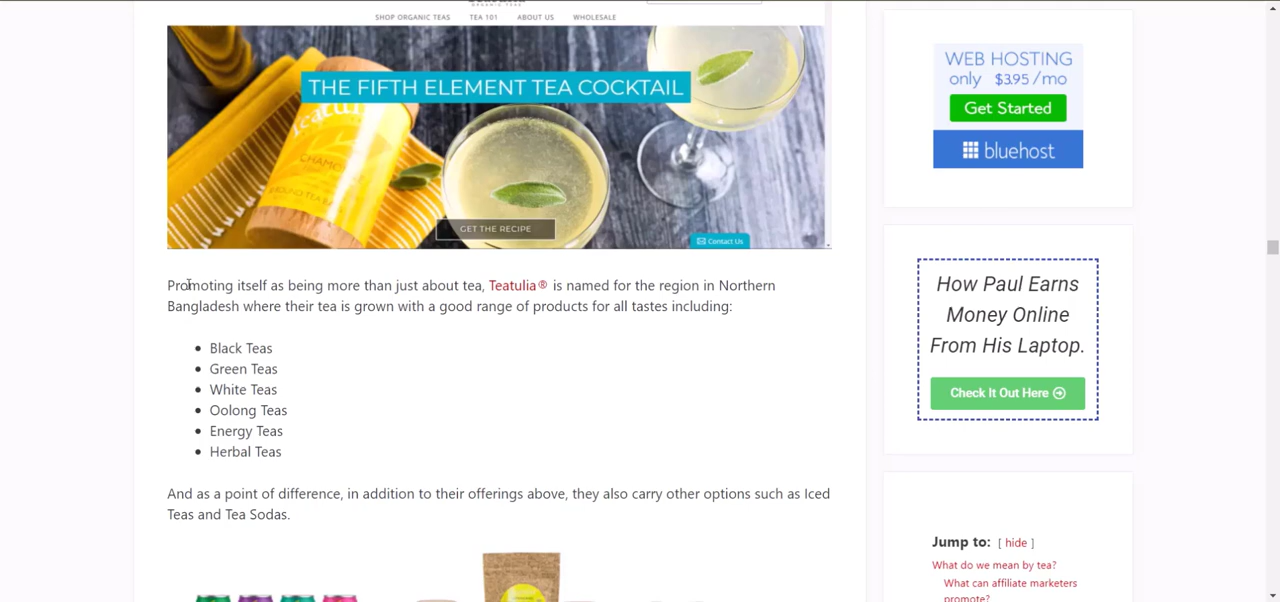 ORGANIC TEAS
SHOP ORGANIC TEAS TEA 101 ABOUT US WHOLESALE
THE FIFTH ELEMENT TEA COCKTAIL
GET THE RECIPE
Contact Us
Promoting itself as being more than just about tea, Teatulia® is named for the region in Northern
Bangladesh where their tea is grown with a good range of products for all tastes including:
Black Teas
Green Teas
White Teas
Oolong Teas
Energy Teas
Herbal Teas
And as a point of difference, in addition to their offerings above, they also carry other options such as Iced
Teas and Tea Sodas.
WEB HOSTING
only $3.95/mo
Get Started
bluehost
How Paul Earns
Money Online
From His Laptop.
Check It Out Here
Jump to: [ hide ]
What do we mean by tea?
What can affiliate marketers
promote?